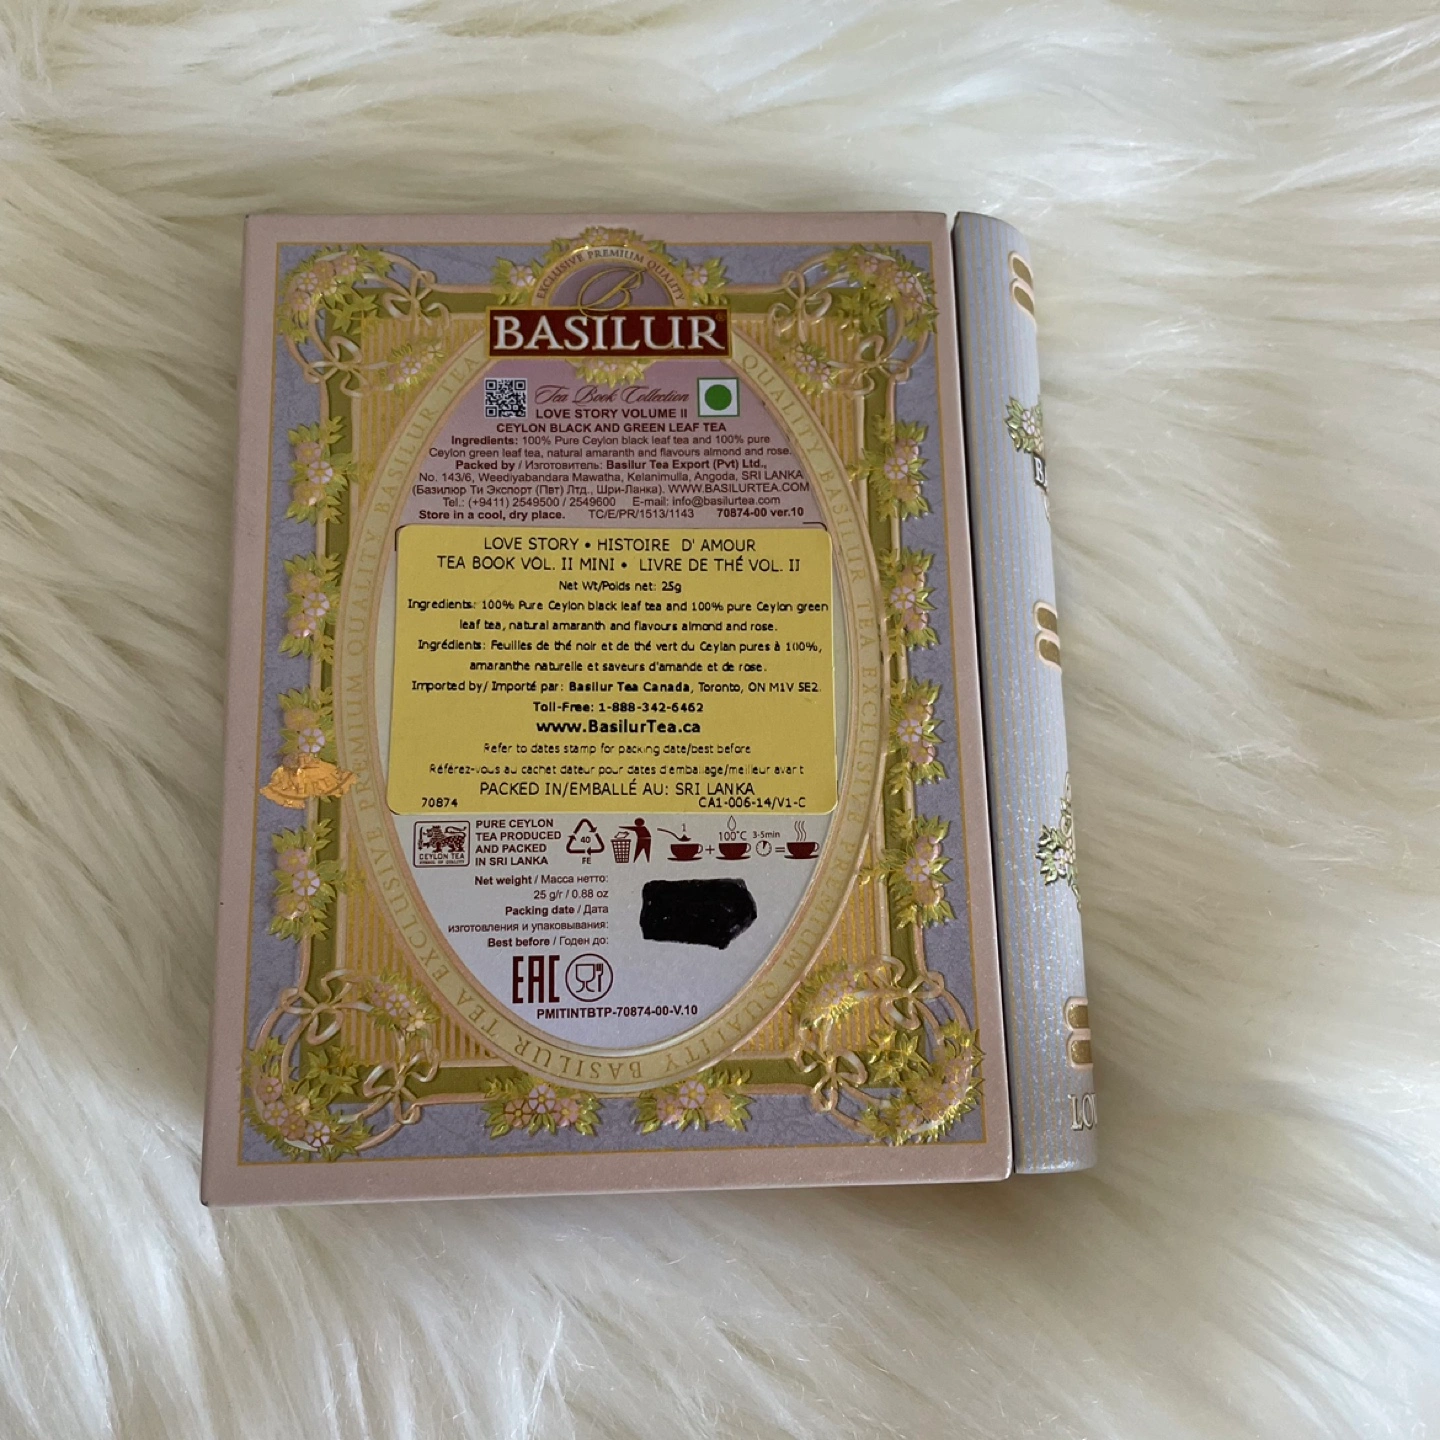 EXCLUSIVE PREMIUM QUALITY
B
BASILUR®
Tea Book Collection
LOVE STORY VOLUME II
CEYLON BLACK AND GREEN LEAF TEA
Ingredients: 100% Pure Ceylon black leaf tea and 100% pure
Ceylon green leaf tea, natural amaranth and flavours almond and rose.
Packed by / Изготовитель: Basilur Tea Export (Pvt) Ltd.,
No. 143/6, Weediyabandara Mawatha, Kelanimulla, Angoda, SRI LANKA
(Базилюр Ти Экспорт (Пвт) Лтд., Шри-Ланка). WWW.BASILURTEA.COM
Tel.: (+9411) 2549500 / 2549600 E-mail: info@basilurtea.com
Store in a cool, dry place. TC/E/PR/1513/1143 70874-00 ver.10
LOVE STORY • HISTOIRE D' AMOUR
TEA BOOK VOL. II MINI • LIVRE DE THÉ VOL. II
Net Wt/Poids net: 25g
Ingredients: 100% Pure Ceylon black leaf tea and 100% pure Ceylon green
leaf tea, natural amaranth and flavours almond and rose.
Ingrédients: Feuilles de thé noir et de thé vert du Ceylan pures à 100%,
amaranthe naturelle et saveurs d'amande et de rose.
Imported by/ Importé par: Basilur Tea Canada, Toronto, ON M1V 5E2
Toll-Free: 1-888-342-6462
www.BasilurTea.ca
Refer to dates stamp for packing date/best before
Référez-vous au cachet dateur pour dates d'emballage/meilleur avant
PACKED IN/EMBALLÉ AU: SRI LANKA
70874 CA1-006-14/V1-C
CEYLON TEA
SYMBOL OF QUALITY
PURE CEYLON
TEA PRODUCED
AND PACKED
IN SRI LANKA
40
FE
1
+
100°C
3-5min
=
Net weight / Масса нетто:
25 g/г / 0.88 oz
Packing date / Дата
изготовления и упаковывания:
Best before / Годен до:
EAC
PMITINTBTP-70874-00-V.10
QUALITY BASILUR TEA EXCLUSIVE PREMIUM QUALITY BASILUR TEA EXCLUSIVE PREMIUM QUALITY BASILUR TEA